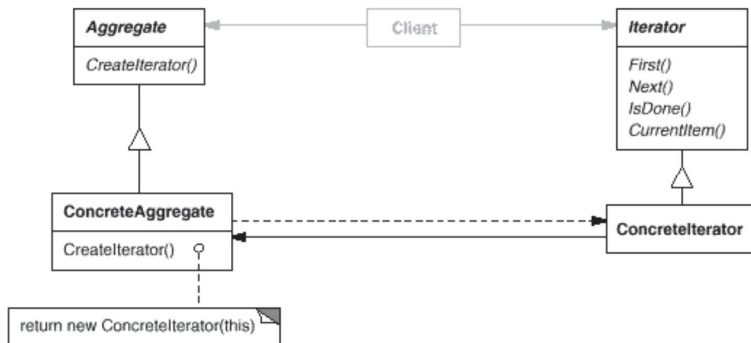 Aggregate
CreateIterator()
Client
Iterator
First()
Next()
IsDone()
CurrentItem()
ConcreteAggregate
CreateIterator()
ConcreteIterator
return new ConcreteIterator(this)